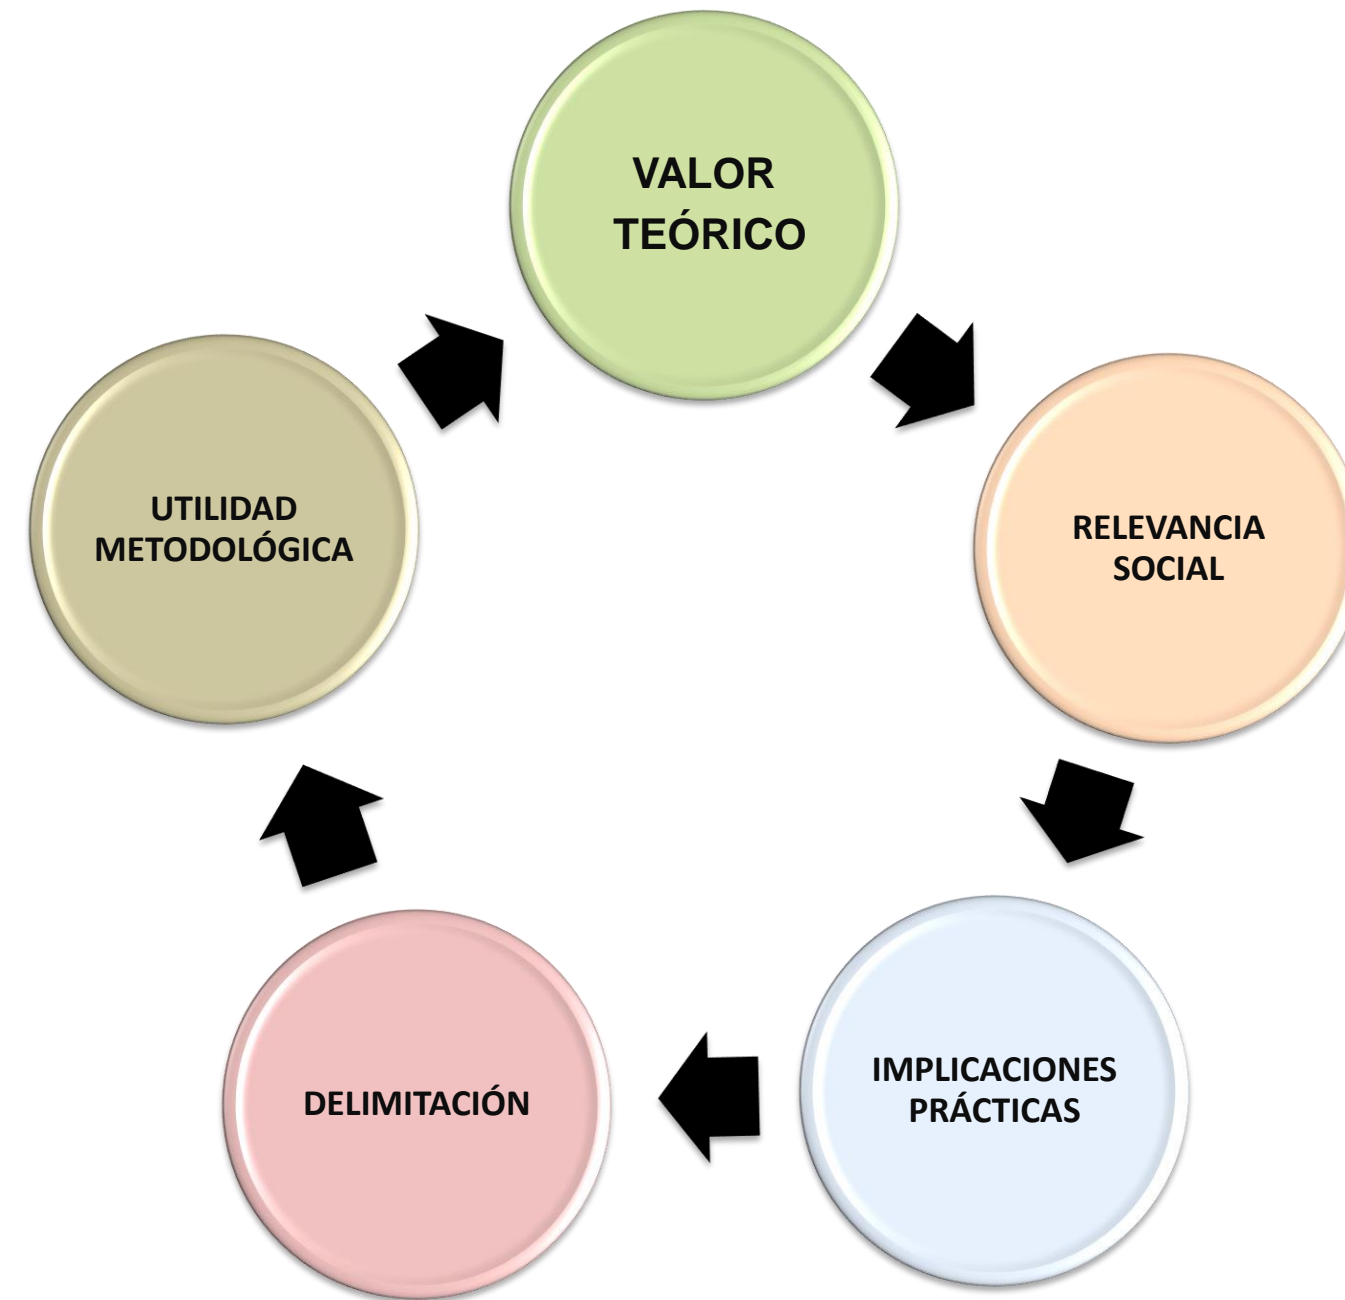 VALOR
TEÓRICO
RELEVANCIA
SOCIAL
IMPLICACIONES
PRÁCTICAS
DELIMITACIÓN
UTILIDAD
METODOLÓGICA